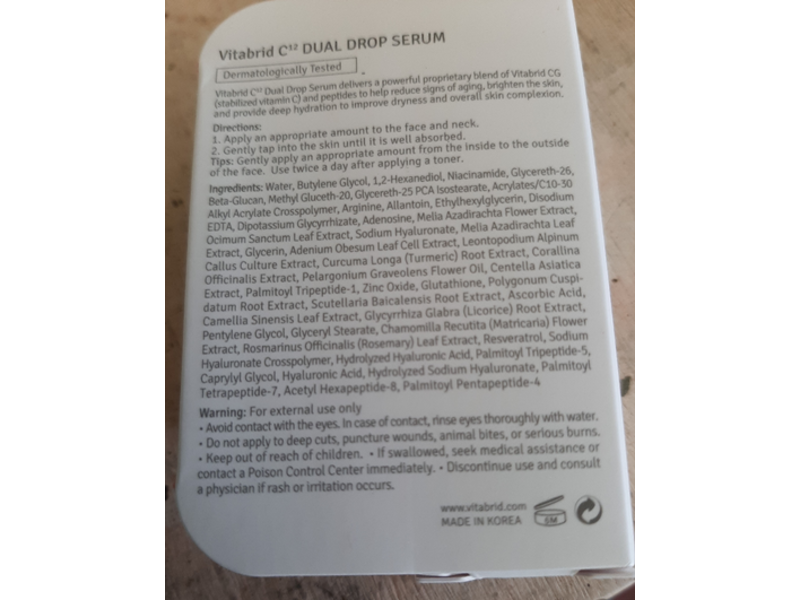 Vitabrid C¹² DUAL DROP SERUM
Dermatologically Tested
Vitabrid C¹² Dual Drop Serum delivers a powerful proprietary blend of Vitabrid CG
(stabilized vitamin C) and peptides to help reduce signs of aging, brighten the skin,
and provide deep hydration to improve dryness and overall skin complexion.
Directions:
1. Apply an appropriate amount to the face and neck.
2. Gently tap into the skin until it is well absorbed.
Tips: Gently apply an appropriate amount from the inside to the outside
of the face. Use twice a day after applying a toner.
Ingredients: Water, Butylene Glycol, 1,2-Hexanediol, Niacinamide, Glycereth-26,
Beta-Glucan, Methyl Gluceth-20, Glycereth-25 PCA Isostearate, Acrylates/C10-30
Alkyl Acrylate Crosspolymer, Arginine, Allantoin, Ethylhexylglycerin, Disodium
EDTA, Dipotassium Glycyrrhizate, Adenosine, Melia Azadirachta Flower Extract,
Ocimum Sanctum Leaf Extract, Sodium Hyaluronate, Melia Azadirachta Leaf
Extract, Glycerin, Adenium Obesum Leaf Cell Extract, Leontopodium Alpinum
Callus Culture Extract, Curcuma Longa (Turmeric) Root Extract, Corallina
Officinalis Extract, Pelargonium Graveolens Flower Oil, Centella Asiatica
Extract, Palmitoyl Tripeptide-1, Zinc Oxide, Glutathione, Polygonum Cuspi-
datum Root Extract, Scutellaria Baicalensis Root Extract, Ascorbic Acid,
Camellia Sinensis Leaf Extract, Glycyrrhiza Glabra (Licorice) Root Extract,
Pentylene Glycol, Glyceryl Stearate, Chamomilla Recutita (Matricaria) Flower
Extract, Rosmarinus Officinalis (Rosemary) Leaf Extract, Resveratrol, Sodium
Hyaluronate Crosspolymer, Hydrolyzed Hyaluronic Acid, Palmitoyl Tripeptide-5,
Caprylyl Glycol, Hyaluronic Acid, Hydrolyzed Sodium Hyaluronate, Palmitoyl
Tetrapeptide-7, Acetyl Hexapeptide-8, Palmitoyl Pentapeptide-4
Warning: For external use only
• Avoid contact with the eyes. In case of contact, rinse eyes thoroughly with water.
• Do not apply to deep cuts, puncture wounds, animal bites, or serious burns.
• Keep out of reach of children. • If swallowed, seek medical assistance or
contact a Poison Control Center immediately. • Discontinue use and consult
a physician if rash or irritation occurs.
www.vitabrid.com
MADE IN KOREA
6M